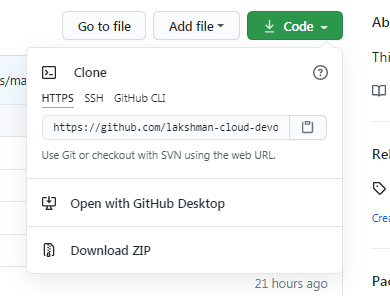 Go to file
Add file
Code
Ab
Clone
Thi
s/ma
HTTPS SSH GitHub CLI
https://github.com/lakshman-cloud-devo
Use Git or checkout with SVN using the web URL.
Rel
Open with GitHub Desktop
Crea
Download ZIP
21 hours ago
Pac